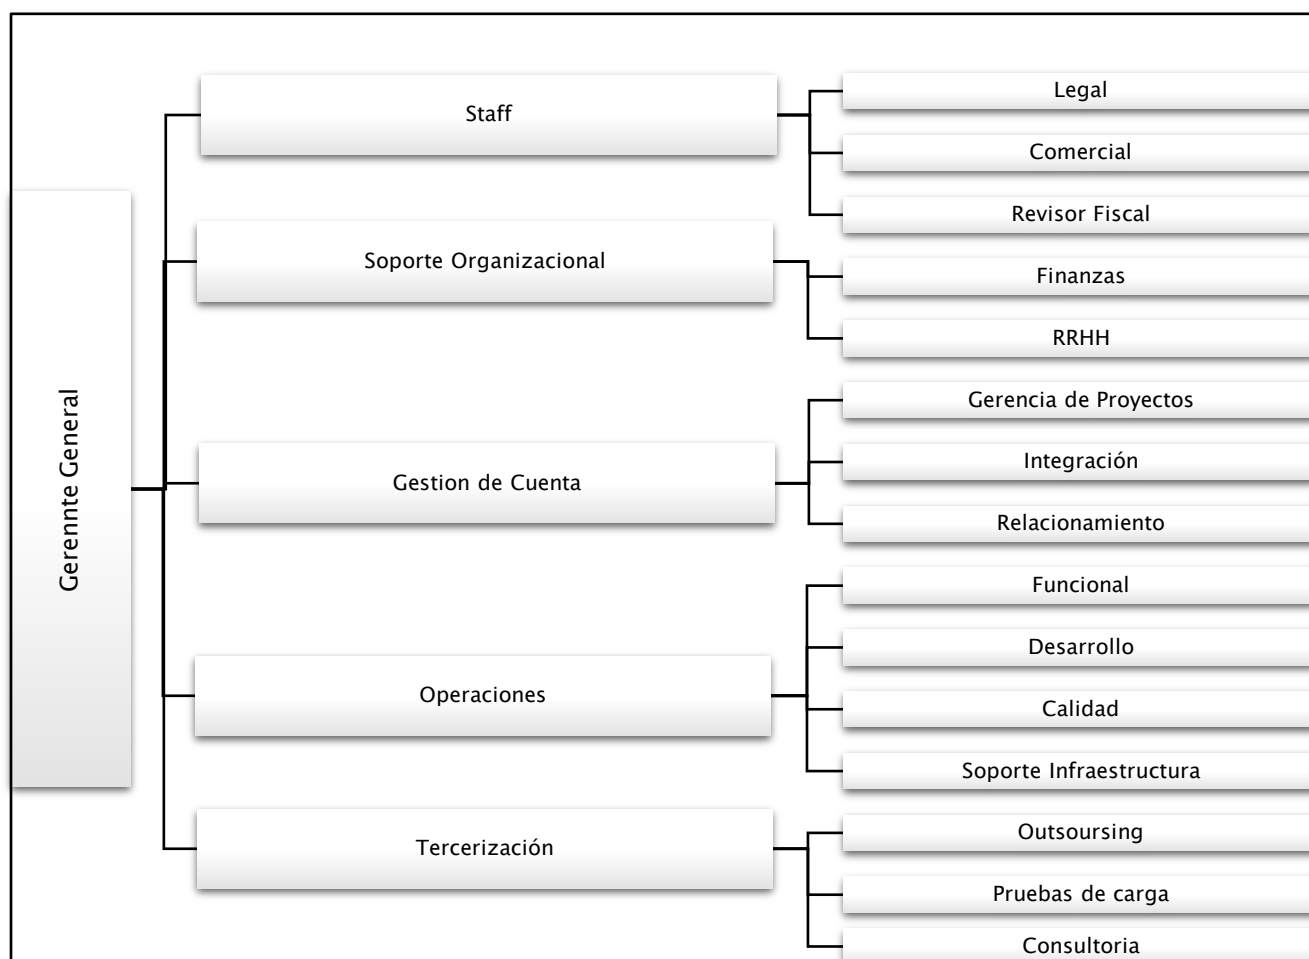 Gerennte General
Staff
Legal
Comercial
Revisor Fiscal
Soporte Organizacional
Finanzas
RRHH
Gestion de Cuenta
Gerencia de Proyectos
Integración
Relacionamiento
Operaciones
Funcional
Desarrollo
Calidad
Soporte Infraestructura
Tercerización
Outsoursing
Pruebas de carga
Consultoria